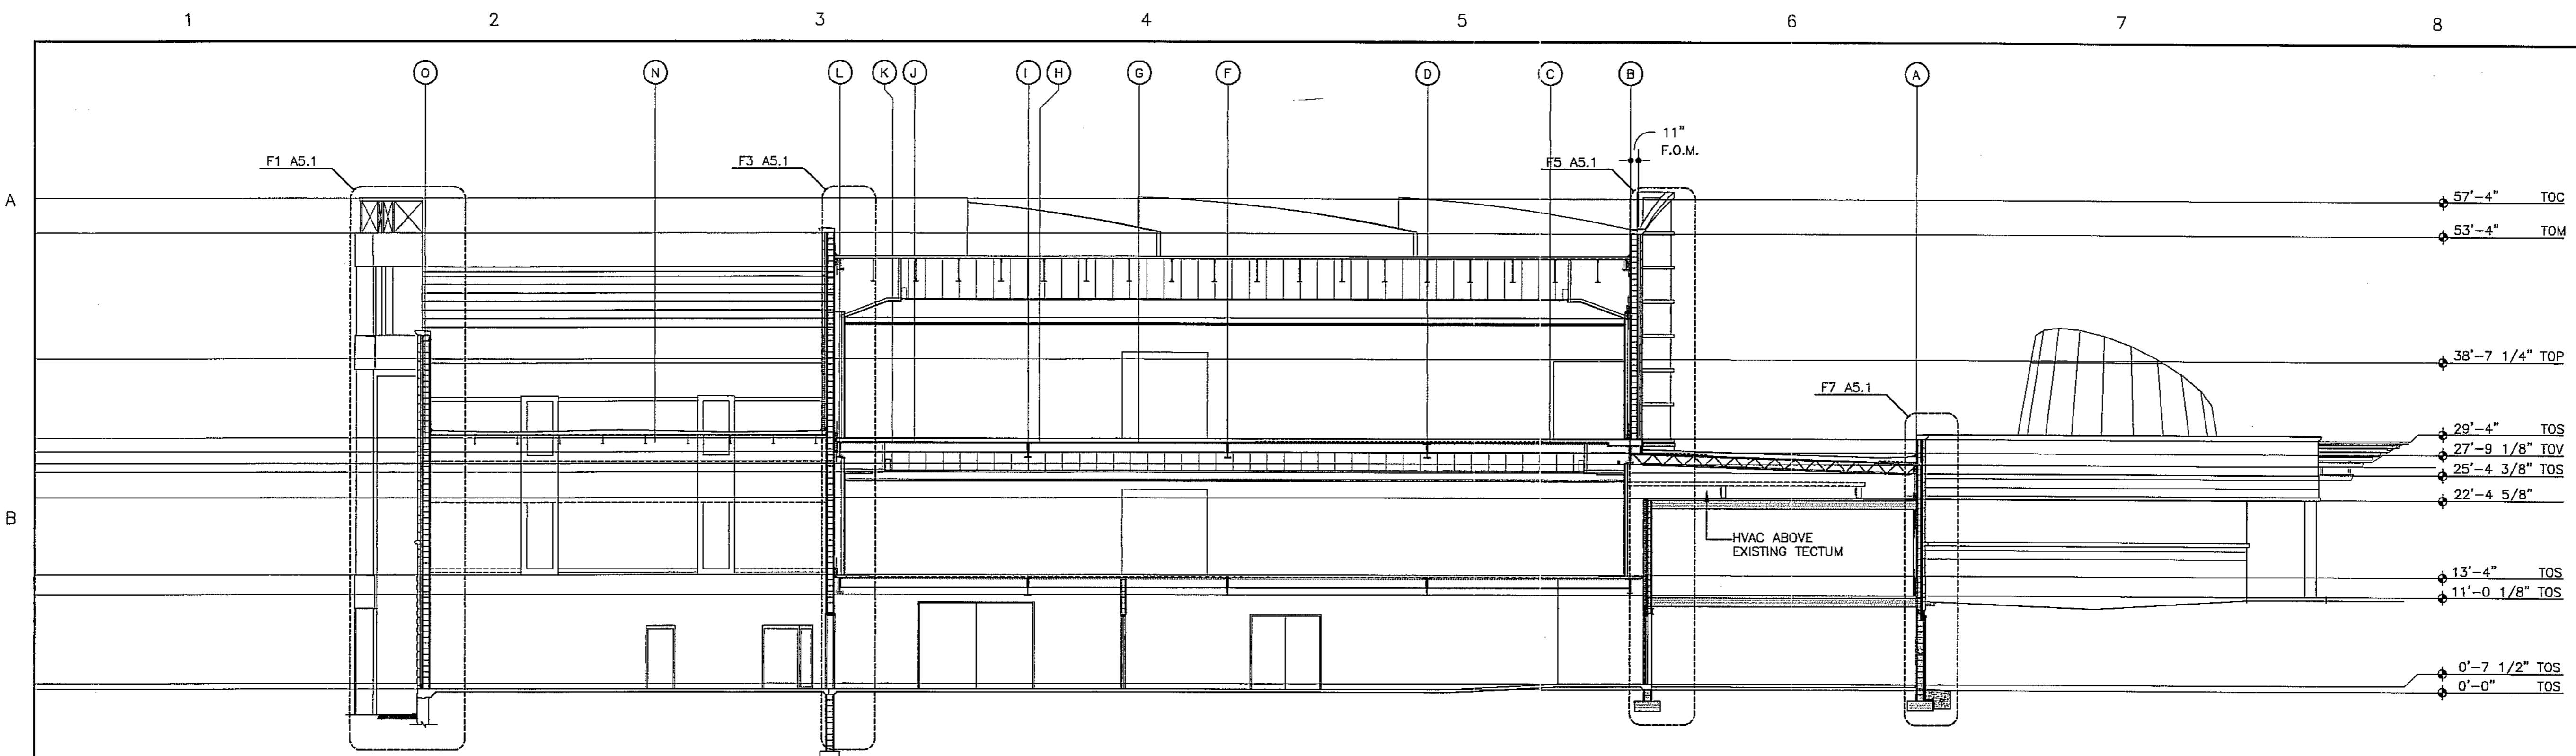 1 2 3 4 5 6 7 8
O N L K J I H G F D C B A
11"
F.O.M.
F1 A5.1
F3 A5.1
F5 A5.1
A
57'-4" TOC
53'-4" TOM
38'-7 1/4" TOP
F7 A5.1
29'-4" TOS
27'-9 1/8" TOV
25'-4 3/8" TOS
22'-4 5/8"
B
HVAC ABOVE
EXISTING TECTUM
13'-4" TOS
11'-0 1/8" TOS
0'-7 1/2" TOS
0'-0" TOS